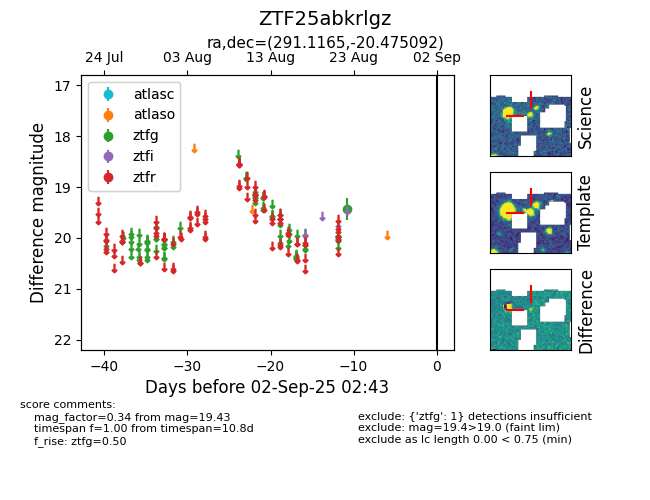 ZTF25abkrlgz
ra,dec=(291.1165,-20.475092)
24 Jul 03 Aug 13 Aug 23 Aug 02 Sep
17
18
19
20
21
22
Difference magnitude
atlasc
atlaso
ztfg
ztfi
ztfr
−40 −30 −20 −10 0
Days before 02-Sep-25 02:43
Science
Template
Difference
score comments:
mag_factor=0.34 from mag=19.43
timespan f=1.00 from timespan=10.8d
f_rise: ztfg=0.50
exclude: {'ztfg': 1} detections insufficient
exclude: mag=19.4>19.0 (faint lim)
exclude as lc length 0.00 < 0.75 (min)